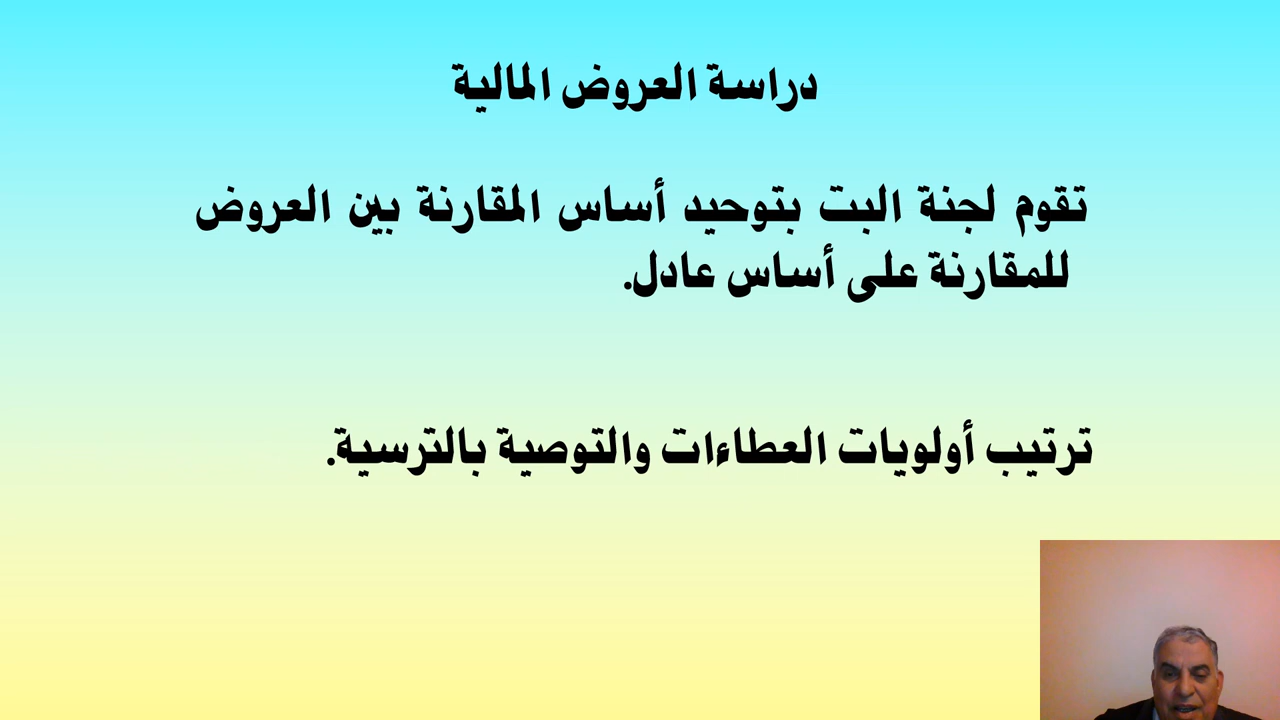 دراسة العروض المالية
تقوم لجنة البت بتوحيد أساس المقارنة بين العروض
للمقارنة على أساس عادل.
ترتيب أولويات العطاءات والتوصية بالترسية.